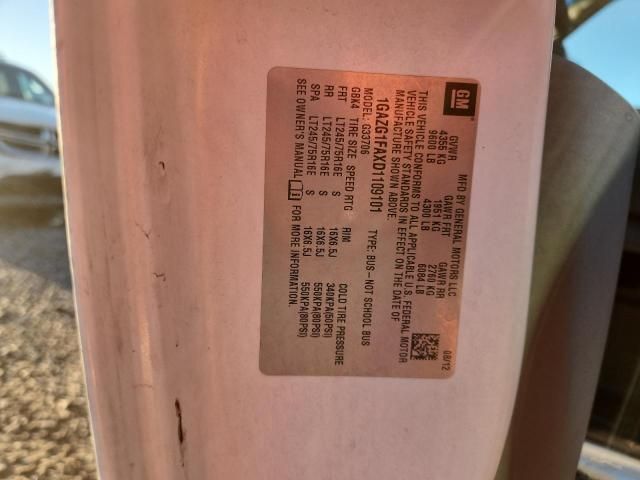 GM
MFD BY GENERAL MOTORS LLC 08/12
GVWR GAWR FRT GAWR RR
4355 KG 1951 KG 2760 KG
9600 LB 4300 LB 6084 LB
THIS VEHICLE CONFORMS TO ALL APPLICABLE U.S. FEDERAL MOTOR
VEHICLE SAFETY STANDARDS IN EFFECT ON THE DATE OF
MANUFACTURE SHOWN ABOVE.
1GAZG1FAXD1109101 TYPE: BUS—NOT SCHOOL BUS
MODEL: G33706
GBK4 TIRE SIZE SPEED RTG RIM COLD TIRE PRESSURE
FRT LT245/75R16E S 16X6.5J 340KPA(50PSI)
RR LT245/75R16E S 16X6.5J 550KPA(80PSI)
SPA LT245/75R16E S 16X6.5J 550KPA(80PSI)
SEE OWNER'S MANUAL FOR MORE INFORMATION.